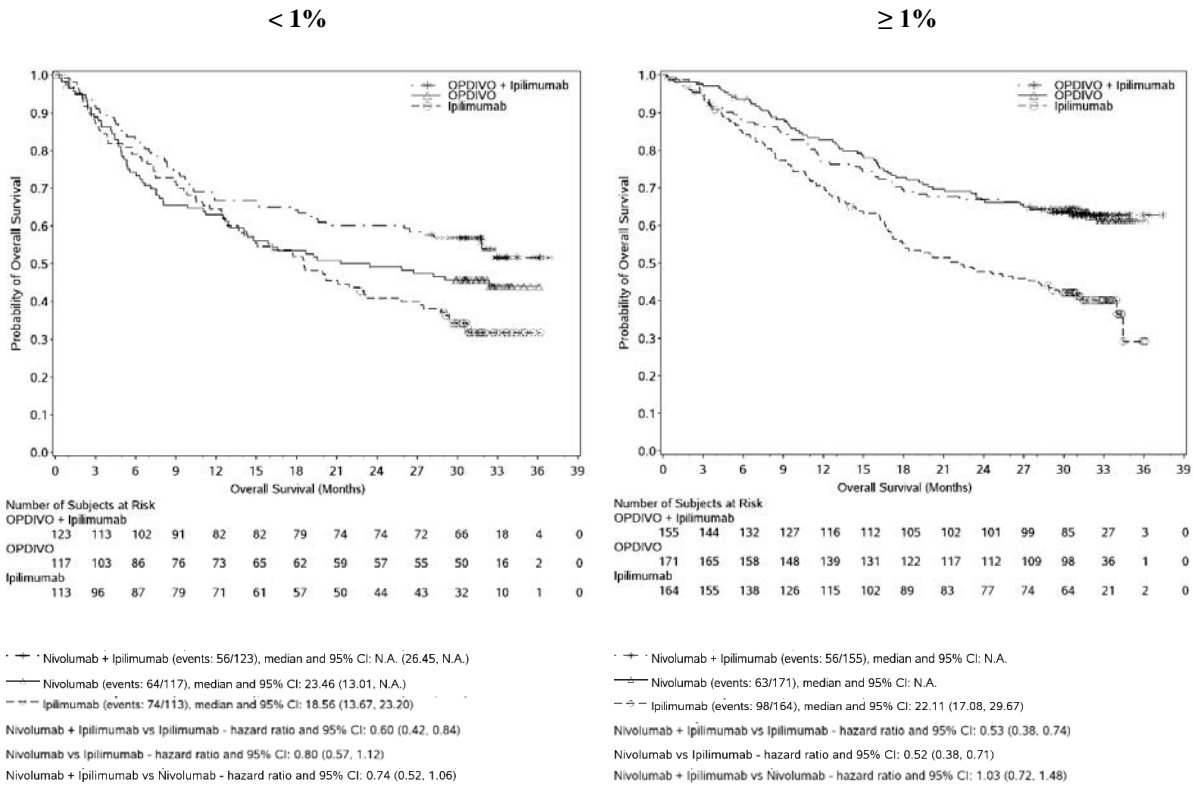 < 1%
1.0
0.9
0.8
0.7
0.6
0.5
0.4
0.3
0.2
0.1
0.0
Probability of Overall Survival
OPDIVO + Ipilimumab
OPDIVO
Ipilimumab
0 3 6 9 12 15 18 21 24 27 30 33 36 39
Overall Survival (Months)
Number of Subjects at Risk
OPDIVO + Ipilimumab
123 113 102 91 82 82 79 74 74 72 66 18 4 0
OPDIVO
117 103 86 76 73 65 62 59 57 55 50 16 2 0
Ipilimumab
113 96 87 79 71 61 57 50 44 43 32 10 1 0
Nivolumab + Ipilimumab (events: 56/123), median and 95% CI: N.A. (26.45, N.A.)
Nivolumab (events: 64/117), median and 95% CI: 23.46 (13.01, N.A.)
Ipilimumab (events: 74/113), median and 95% CI: 18.56 (13.67, 23.20)
Nivolumab + Ipilimumab vs Ipilimumab - hazard ratio and 95% CI: 0.60 (0.42, 0.84)
Nivolumab vs Ipilimumab - hazard ratio and 95% CI: 0.80 (0.57, 1.12)
Nivolumab + Ipilimumab vs Nivolumab - hazard ratio and 95% CI: 0.74 (0.52, 1.06)
≥ 1%
1.0
0.9
0.8
0.7
0.6
0.5
0.4
0.3
0.2
0.1
0.0
Probability of Overall Survival
OPDIVO + Ipilimumab
OPDIVO
Ipilimumab
0 3 6 9 12 15 18 21 24 27 30 33 36 39
Overall Survival (Months)
Number of Subjects at Risk
OPDIVO + Ipilimumab
155 144 132 127 116 112 105 102 101 99 85 27 3 0
OPDIVO
171 165 158 148 139 131 122 117 112 109 98 36 1 0
Ipilimumab
164 155 138 126 115 102 89 83 77 74 64 21 2 0
Nivolumab + Ipilimumab (events: 56/155), median and 95% CI: N.A.
Nivolumab (events: 63/171), median and 95% CI: N.A.
Ipilimumab (events: 98/164), median and 95% CI: 22.11 (17.08, 29.67)
Nivolumab + Ipilimumab vs Ipilimumab - hazard ratio and 95% CI: 0.53 (0.38, 0.74)
Nivolumab vs Ipilimumab - hazard ratio and 95% CI: 0.52 (0.38, 0.71)
Nivolumab + Ipilimumab vs Nivolumab - hazard ratio and 95% CI: 1.03 (0.72, 1.48)